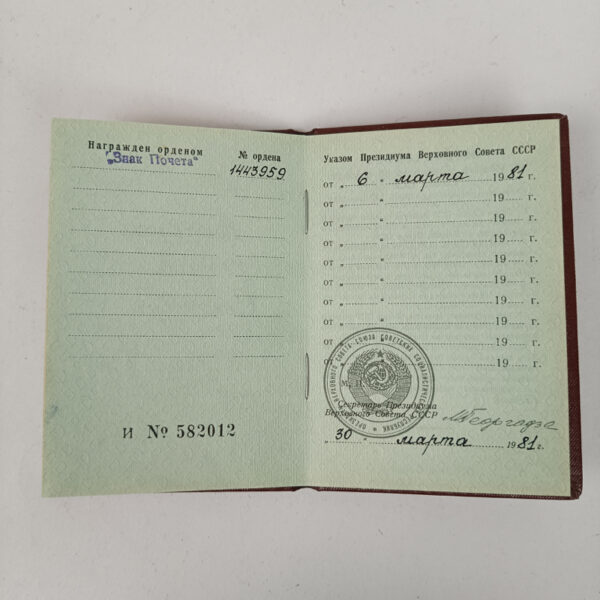 Награжден орденом
"Знак Почета"
№ ордена
1443959
И № 582012
Указом Президиума Верховного Совета СССР
от „ 6 “ марта 1981 г.
от „ “ 19 г.
от „ “ 19 г.
от „ “ 19 г.
от „ “ 19 г.
от „ “ 19 г.
от „ “ 19 г.
от „ “ 19 г.
от „ “ 19 г.
от „ “ 19 г.
М. П.
Секретарь Президиума
Верховного Совета СССР
М Георгадзе
„ 30 “ марта 1981 г.